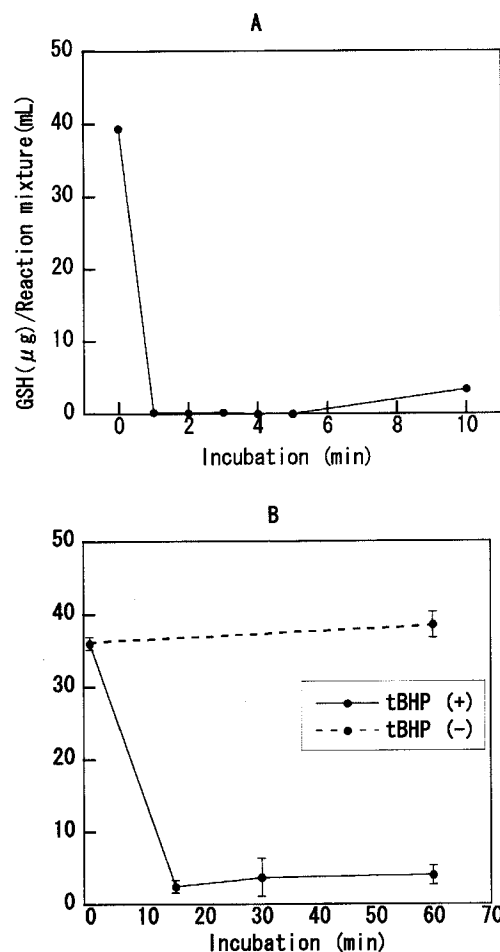 A
50
40
30
20
10
0
GSH(μg)/Reaction mixture(mL)
0 2 4 6 8 10
Incubation (min)
B
50
40
30
20
10
0
tBHP (+)
tBHP (-)
0 10 20 30 40 50 60 70
Incubation (min)